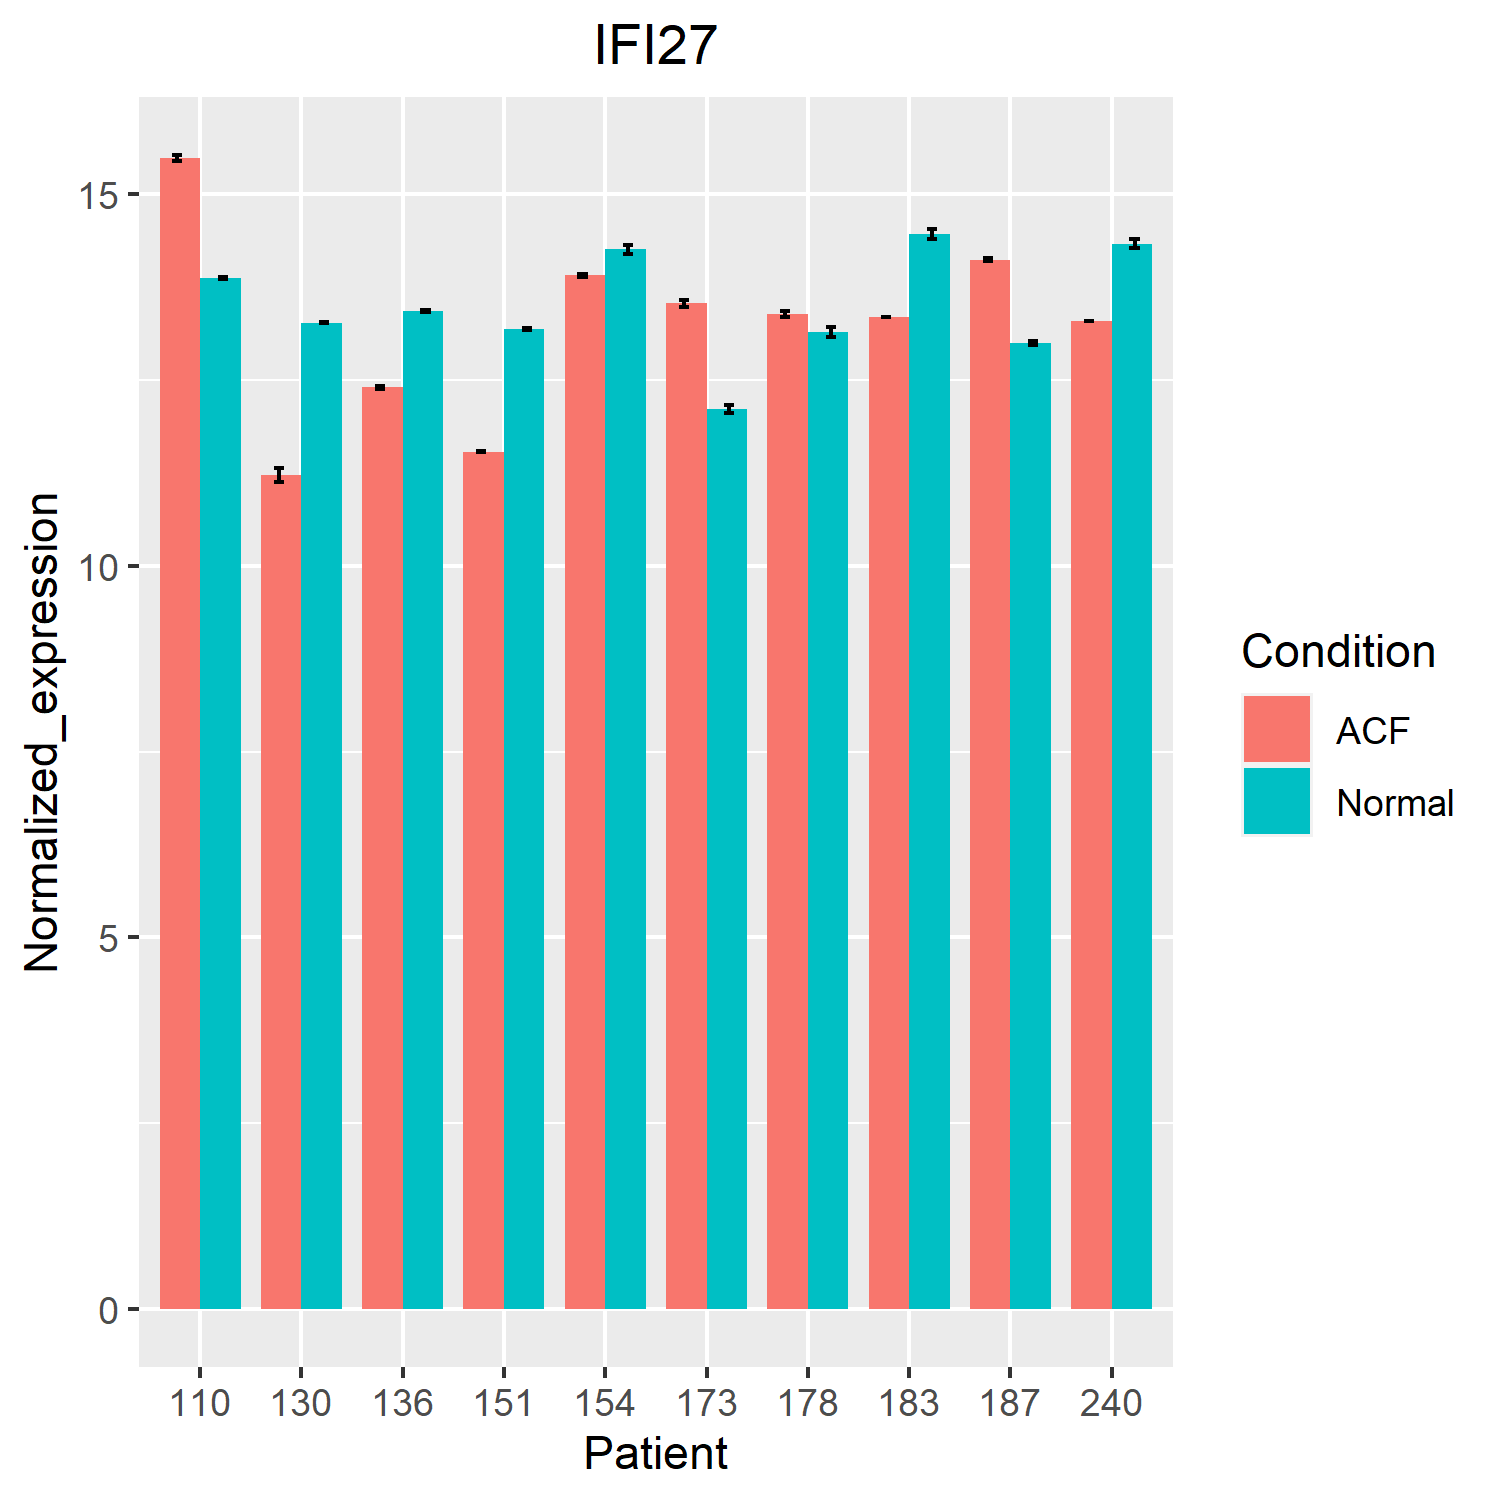 IFI27
Normalized_expression
15
10
5
0
110 130 136 151 154 173 178 183 187 240
Patient
Condition
ACF
Normal